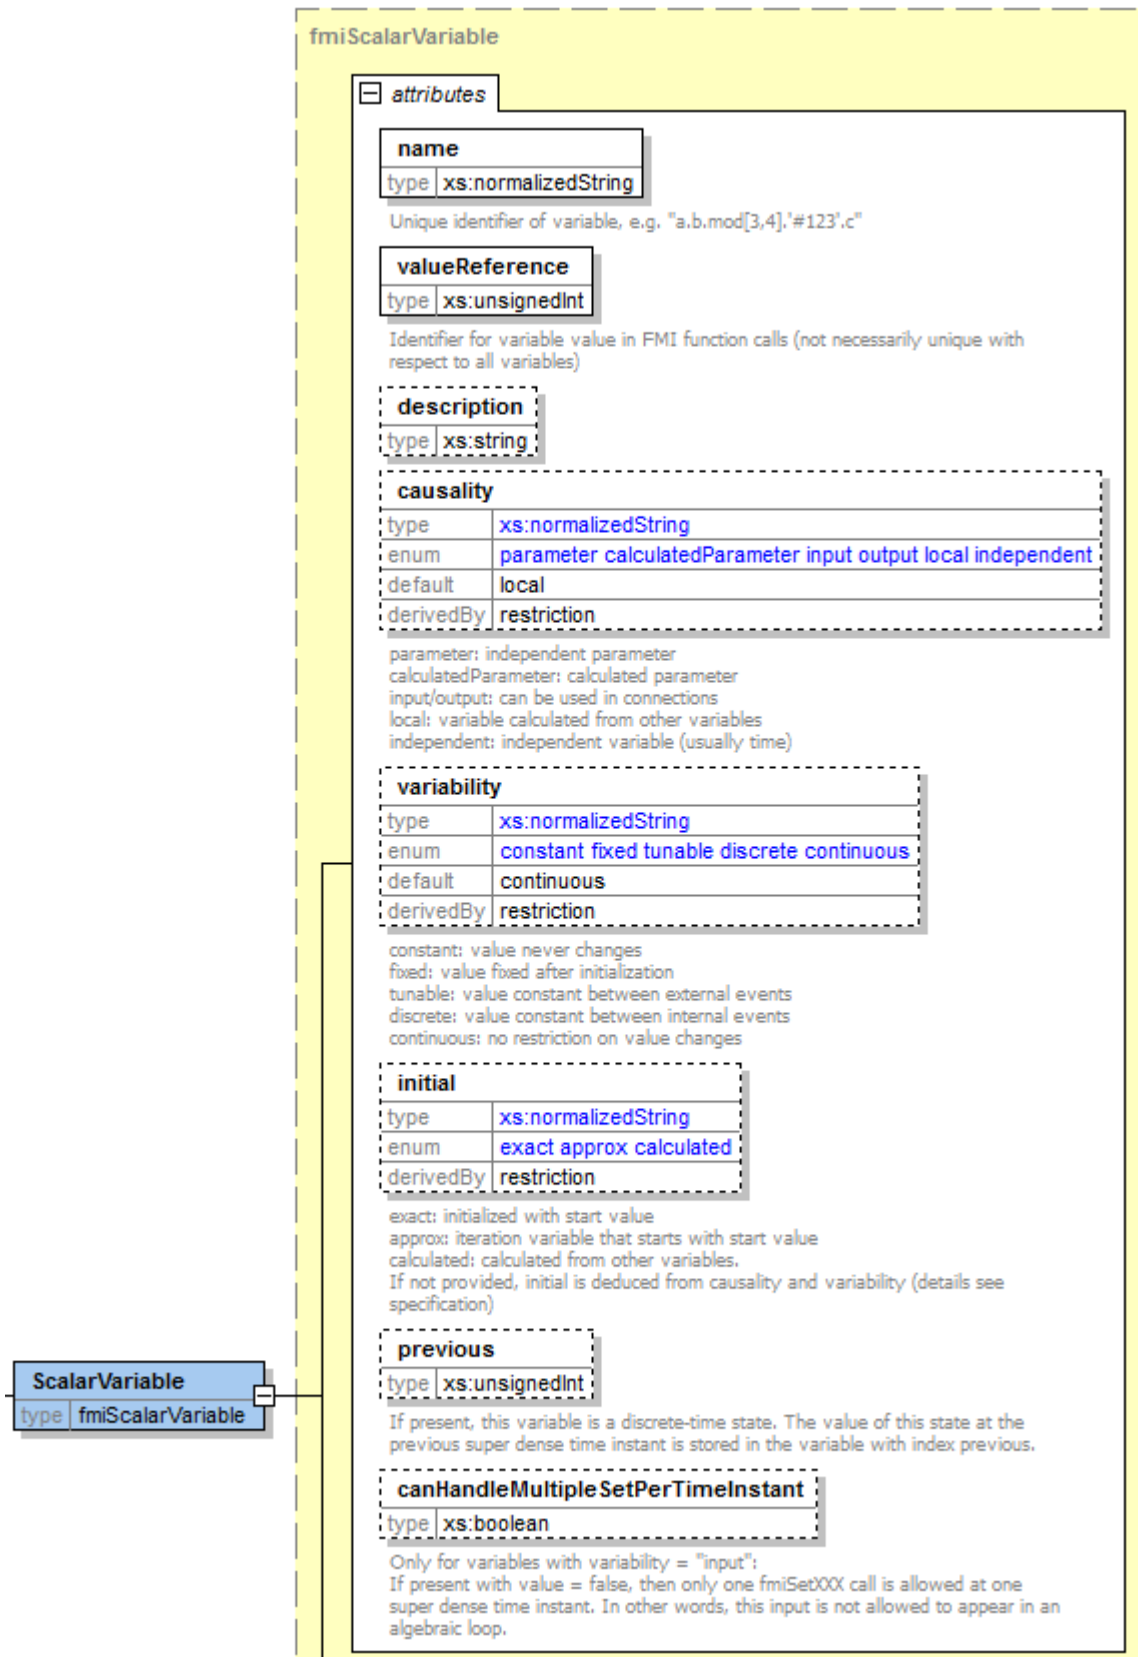 fmiScalarVariable
attributes
name
type xs:normalizedString
Unique identifier of variable, e.g. "a.b.mod[3,4].'#123'.c"
valueReference
type xs:unsignedInt
Identifier for variable value in FMI function calls (not necessarily unique with
respect to all variables)
description
type xs:string
causality
type xs:normalizedString
enum parameter calculatedParameter input output local independent
default local
derivedBy restriction
parameter: independent parameter
calculatedParameter: calculated parameter
input/output: can be used in connections
local: variable calculated from other variables
independent: independent variable (usually time)
variability
type xs:normalizedString
enum constant fixed tunable discrete continuous
default continuous
derivedBy restriction
constant: value never changes
fixed: value fixed after initialization
tunable: value constant between external events
discrete: value constant between internal events
continuous: no restriction on value changes
initial
type xs:normalizedString
enum exact approx calculated
derivedBy restriction
exact: initialized with start value
approx: iteration variable that starts with start value
calculated: calculated from other variables.
If not provided, initial is deduced from causality and variability (details see
specification)
previous
type xs:unsignedInt
If present, this variable is a discrete-time state. The value of this state at the
previous super dense time instant is stored in the variable with index previous.
ScalarVariable
type fmiScalarVariable
canHandleMultipleSetPerTimeInstant
type xs:boolean
Only for variables with variability = "input":
If present with value = false, then only one fmiSetXXX call is allowed at one
super dense time instant. In other words, this input is not allowed to appear in an
algebraic loop.